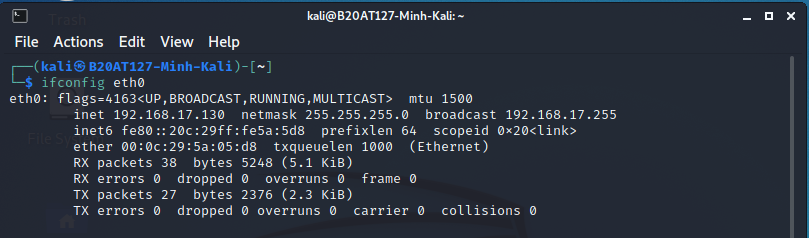 kali@B20AT127-Minh-Kali: ~
Trash
File Actions Edit View Help
┌──(kali㉿B20AT127-Minh-Kali)-[~]
└─$ ifconfig eth0
eth0: flags=4163<UP,BROADCAST,RUNNING,MULTICAST>  mtu 1500
        inet 192.168.17.130  netmask 255.255.255.0  broadcast 192.168.17.255
        inet6 fe80::20c:29ff:fe5a:5d8  prefixlen 64  scopeid 0×20<link>
        ether 00:0c:29:5a:05:d8  txqueuelen 1000  (Ethernet)
        RX packets 38  bytes 5248 (5.1 KiB)
        RX errors 0  dropped 0  overruns 0  frame 0
        TX packets 27  bytes 2376 (2.3 KiB)
        TX errors 0  dropped 0 overruns 0  carrier 0  collisions 0